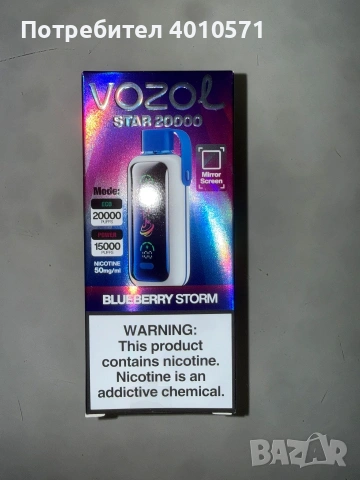 Потребител 4010571
VOZOL
STAR 20000
Mirror
Screen
Mode:
ECO
20000
PUFFS
POWER
15000
PUFFS
NICOTINE
50mg/ml
BLUEBERRY STORM
WARNING:
This product
contains nicotine.
Nicotine is an
addictive chemical.
BAZAR